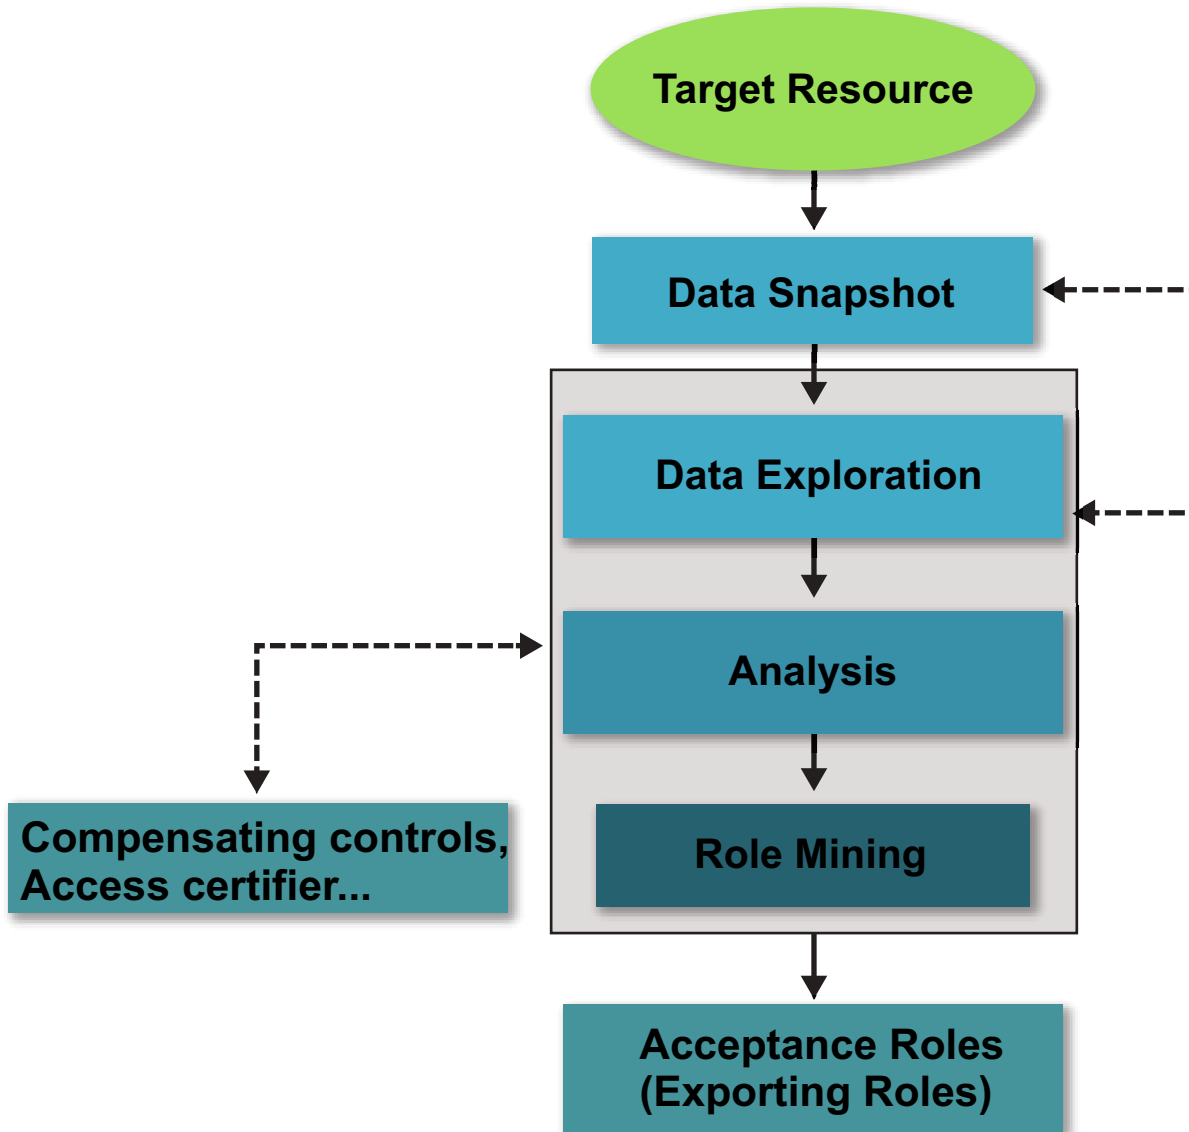 Target Resource
Data Snapshot
Data Exploration
Analysis
Role Mining
Compensating controls,
Access certifier...
Acceptance Roles
(Exporting Roles)